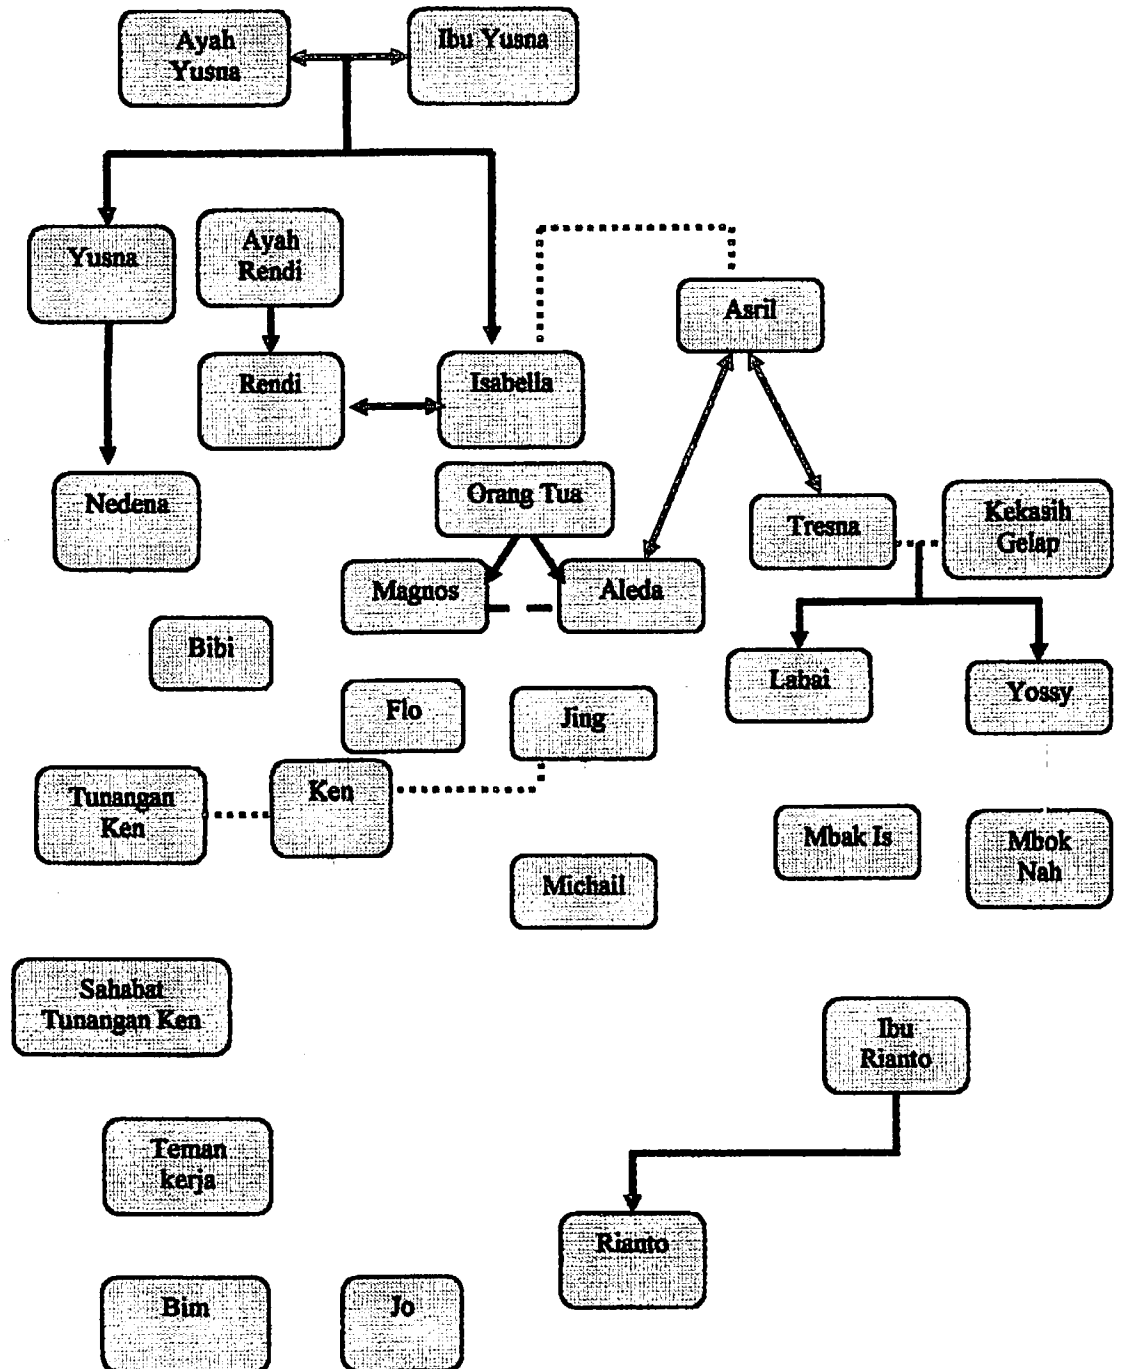 Ayah
Yusna
Ibu Yusna
Yusna
Ayah
Rendi
Asril
Rendi
Isabella
Orang Tua
Nedena
Tresna
Kekasih
Gelap
Magnos
Aleda
Bibi
Labai
Yossy
Flo
Jing
Tunangan
Ken
Ken
Mbak Is
Mbok
Nah
Michail
Sahabat
Tunangan Ken
Ibu
Rianto
Teman
kerja
Rianto
Bim
Jo